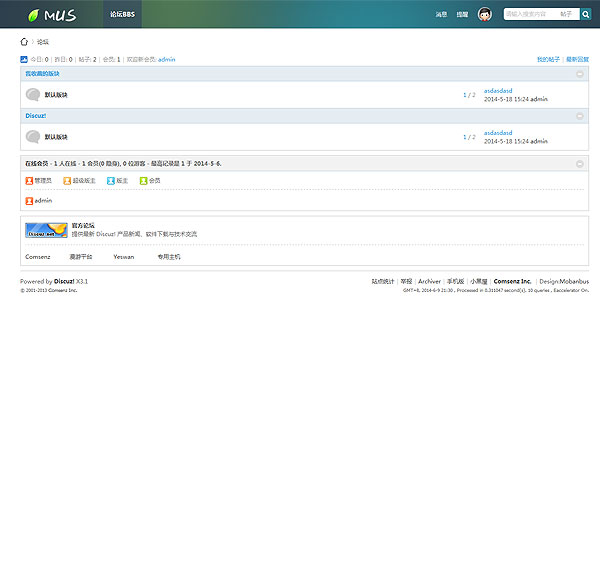 MUS 论坛BBS 消息 提醒 请输入搜索内容 帖子
论坛
今日: 0 | 昨日: 0 | 帖子: 2 | 会员: 1 | 欢迎新会员: admin 我的帖子 | 最新回复
我收藏的版块
默认版块 1 / 2 asdasdasd
2014-5-18 15:24 admin
Discuz!
默认版块 1 / 2 asdasdasd
2014-5-18 15:24 admin
在线会员 - 1 人在线 - 1 会员(0 隐身), 0 位游客 - 最高记录是 1 于 2014-5-6.
管理员 超级版主 版主 会员
admin
Discuz.net 官方论坛
提供最新 Discuz! 产品新闻、软件下载与技术交流
Comsenz 漫游平台 Yeswan 专用主机
Powered by Discuz! X3.1 站点统计 | 举报 | Archiver | 手机版 | 小黑屋 | Comsenz Inc. | Design:Mobanbus
© 2001-2013 Comsenz Inc. GMT+8, 2014-6-9 21:30 , Processed in 0.311047 second(s), 10 queries , Eaccelerator On.